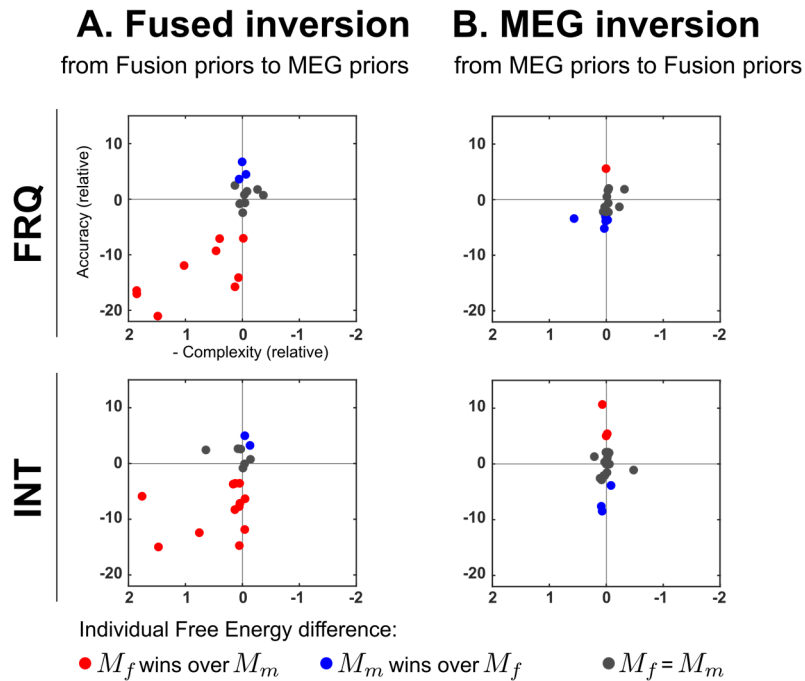 A. Fused inversion
from Fusion priors to MEG priors
B. MEG inversion
from MEG priors to Fusion priors
FRQ
Accuracy (relative)
10
0
-10
-20
2 1 0 -1 -2
- Complexity (relative)
10
0
-10
-20
2 1 0 -1 -2
INT
10
0
-10
-20
2 1 0 -1 -2
10
0
-10
-20
2 1 0 -1 -2
Individual Free Energy difference:
M_f wins over M_m
M_m wins over M_f
M_f = M_m